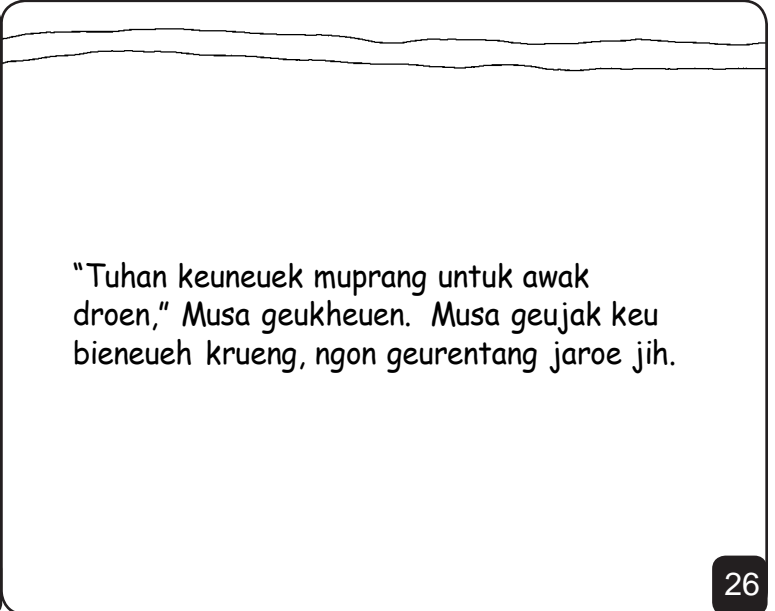 “Tuhan keuneuek muprang untuk awak
droen,” Musa geukheuen.  Musa geujak keu
bieneueh krueng, ngon geurentang jaroe jih.
26